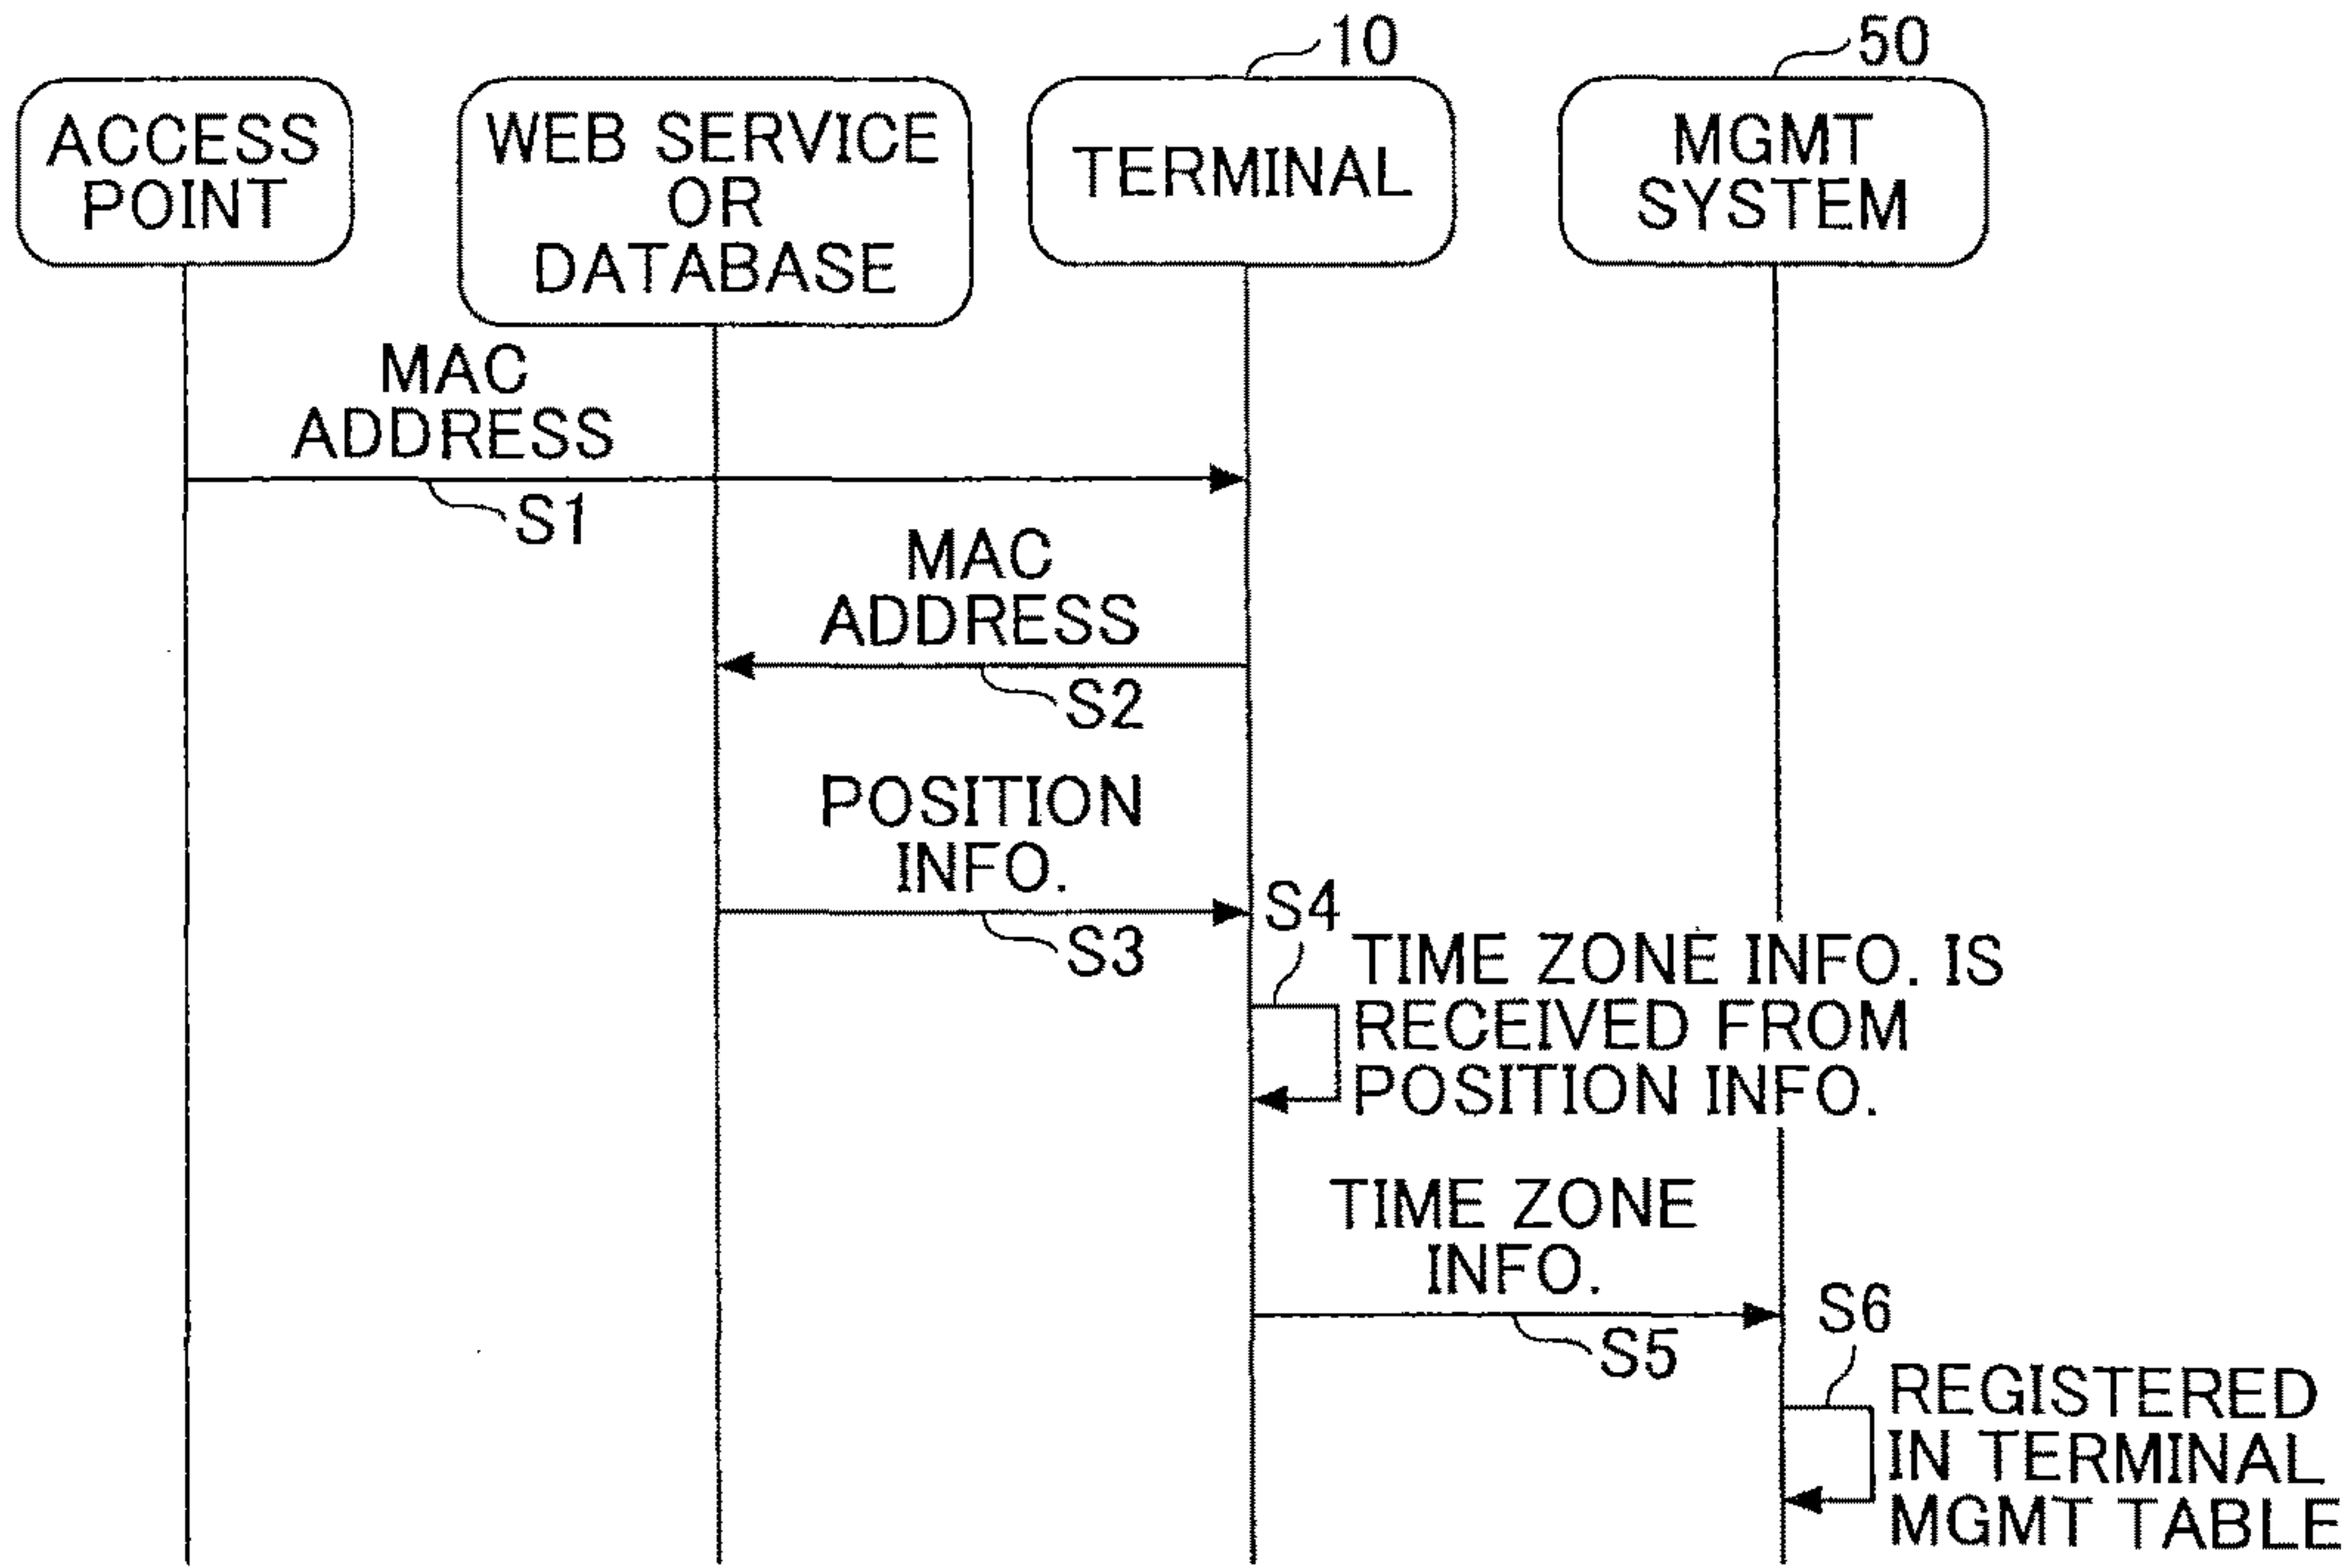 10
50
ACCESS
POINT
WEB SERVICE
OR
DATABASE
TERMINAL
MGMT
SYSTEM
MAC
ADDRESS
S1
MAC
ADDRESS
S2
POSITION
INFO.
S3
S4
TIME ZONE INFO. IS
RECEIVED FROM
POSITION INFO.
TIME ZONE
INFO.
S5
S6
REGISTERED
IN TERMINAL
MGMT TABLE